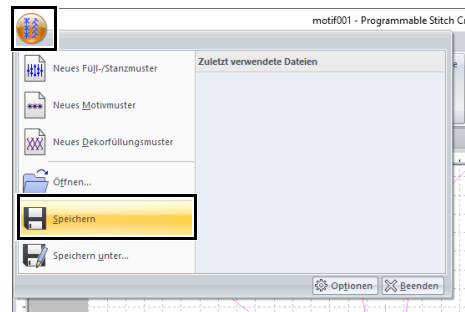 motif001 - Programmable Stitch Cr
Neues Füll-/Stanzmuster
Zuletzt verwendete Dateien
Neues Motivmuster
Neues Dekorfüllungsmuster
Öffnen...
Speichern
Speichern unter...
Optionen
Beenden